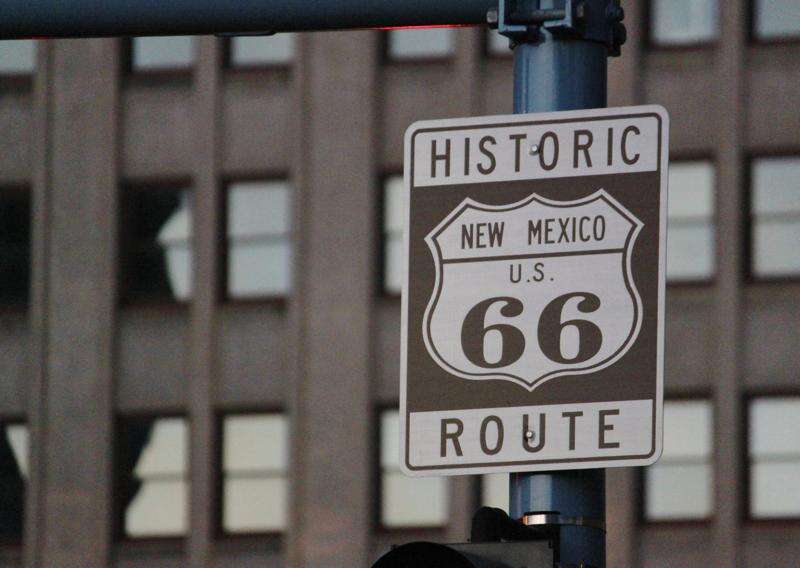 HISTORIC
NEW MEXICO
U.S.
66
ROUTE